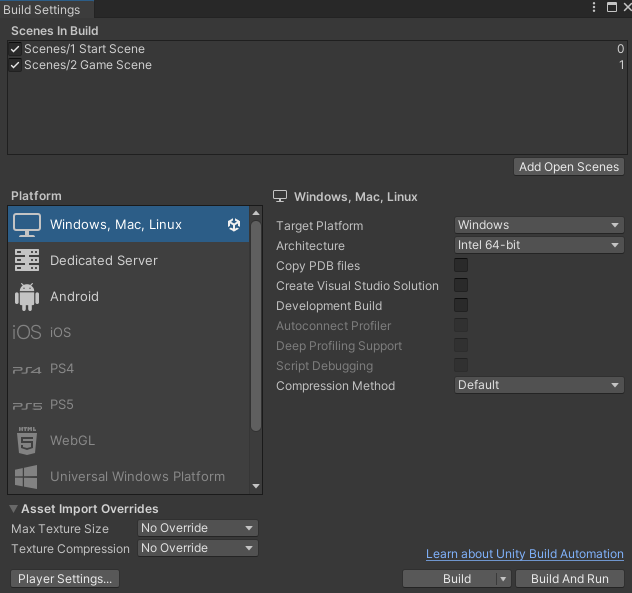 Build Settings
Scenes In Build
Scenes/1 Start Scene 0
Scenes/2 Game Scene 1
Add Open Scenes
Platform
Windows, Mac, Linux
Dedicated Server
Android
iOS iOS
PS4 PS4
PS5 PS5
HTML 5 WebGL
Universal Windows Platform
Windows, Mac, Linux
Target Platform Windows
Architecture Intel 64-bit
Copy PDB files
Create Visual Studio Solution
Development Build
Autoconnect Profiler
Deep Profiling Support
Script Debugging
Compression Method Default
Asset Import Overrides
Max Texture Size No Override
Texture Compression No Override
Learn about Unity Build Automation
Player Settings... Build Build And Run